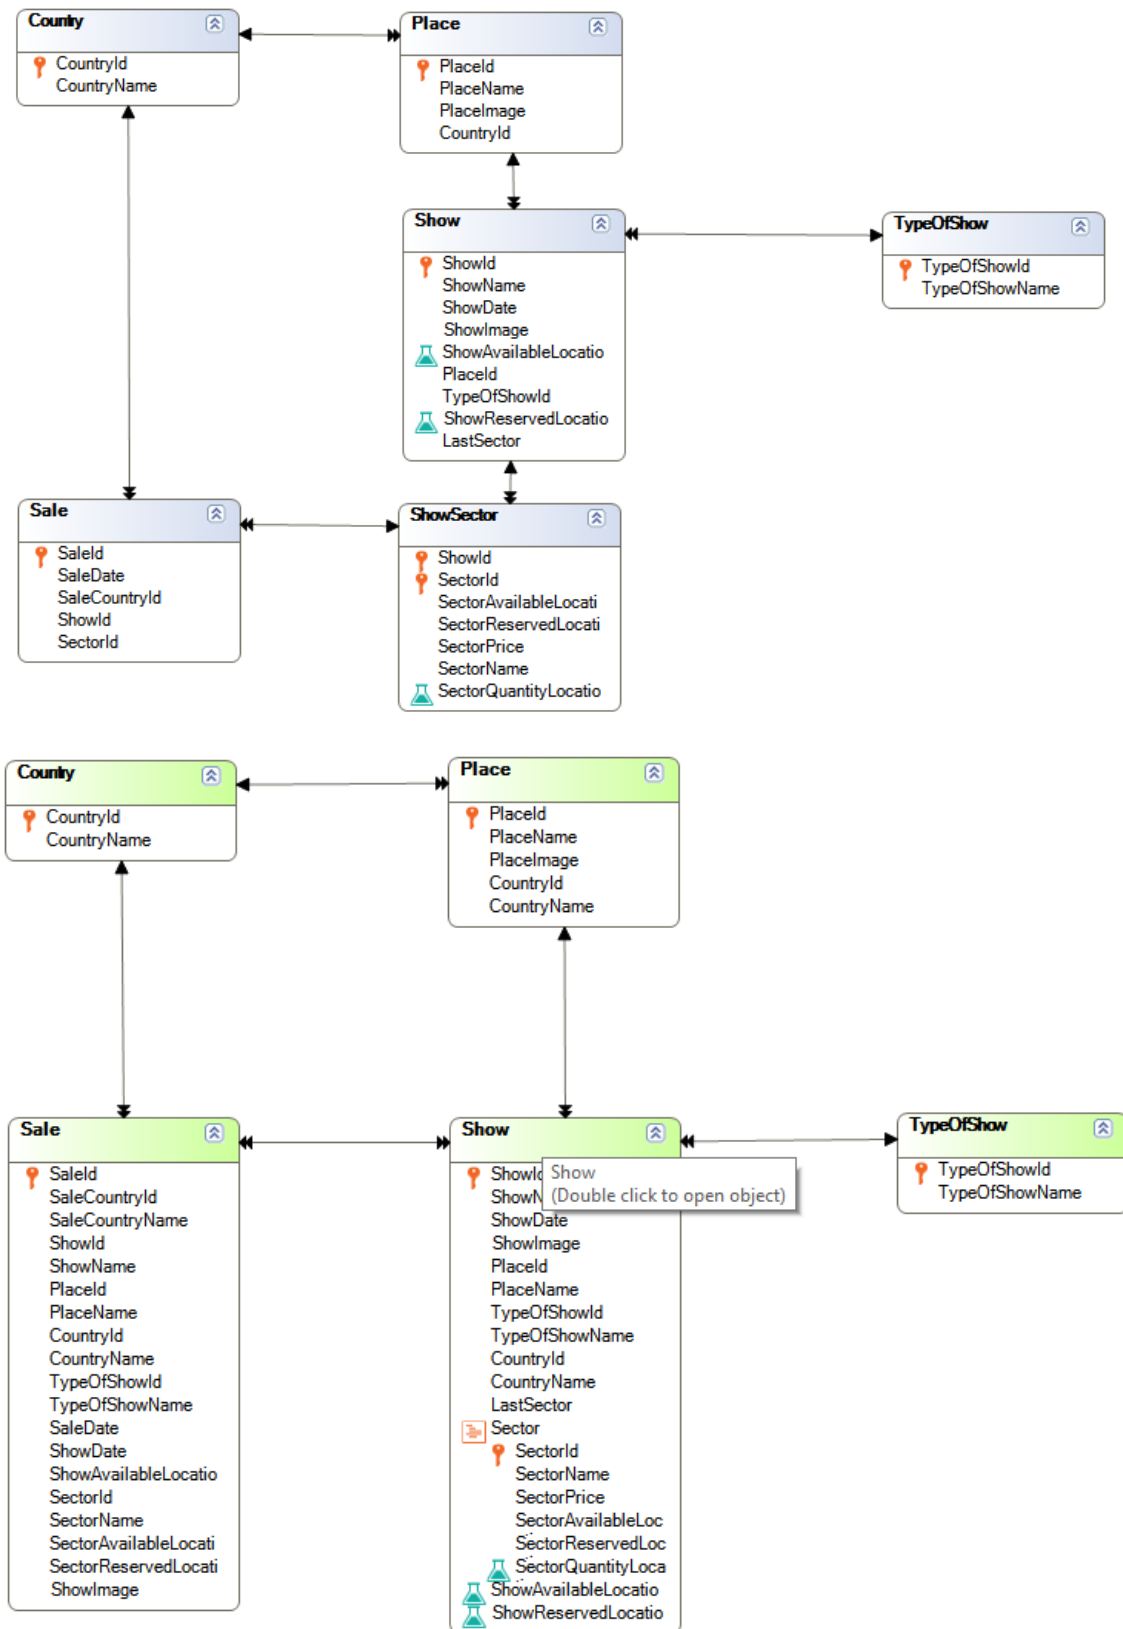 Country
CountryId
CountryName
Place
PlaceId
PlaceName
PlaceImage
CountryId
Show
ShowId
ShowName
ShowDate
ShowImage
ShowAvailableLocatio
PlaceId
TypeOfShowId
ShowReservedLocatio
LastSector
TypeOfShow
TypeOfShowId
TypeOfShowName
Sale
SaleId
SaleDate
SaleCountryId
ShowId
SectorId
ShowSector
ShowId
SectorId
SectorAvailableLocati
SectorReservedLocati
SectorPrice
SectorName
SectorQuantityLocatio
Country
CountryId
CountryName
Place
PlaceId
PlaceName
PlaceImage
CountryId
CountryName
Sale
SaleId
SaleCountryId
SaleCountryName
ShowId
ShowName
PlaceId
PlaceName
CountryId
CountryName
TypeOfShowId
TypeOfShowName
SaleDate
ShowDate
ShowAvailableLocatio
SectorId
SectorName
SectorAvailableLocati
SectorReservedLocati
ShowImage
Show
Show
(Double click to open object)
ShowDate
ShowImage
PlaceId
PlaceName
TypeOfShowId
TypeOfShowName
CountryId
CountryName
LastSector
Sector
SectorId
SectorName
SectorPrice
SectorAvailableLoc
SectorReservedLoc
SectorQuantityLoca
ShowAvailableLocatio
ShowReservedLocatio
TypeOfShow
TypeOfShowId
TypeOfShowName